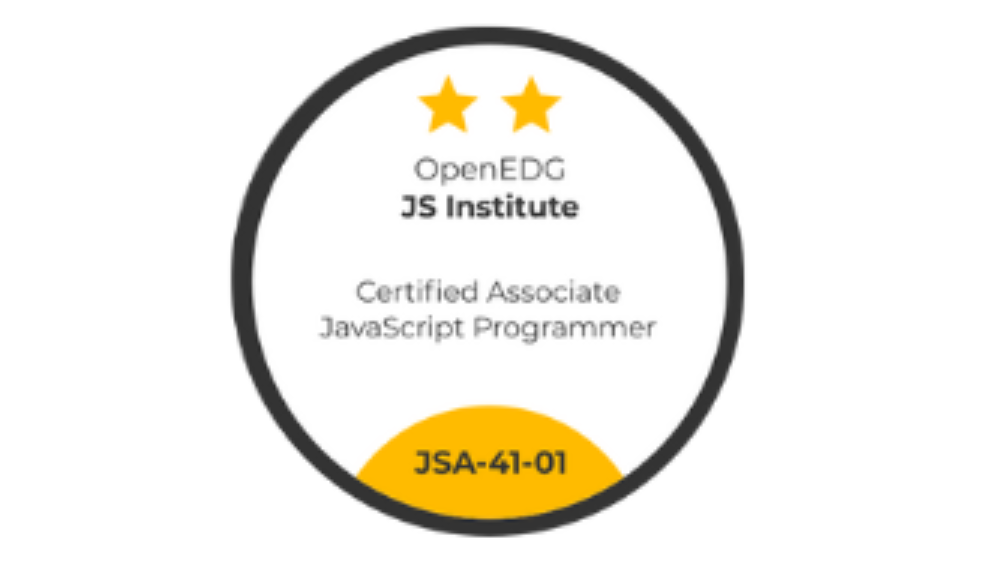 OpenEDG
JS Institute
Certified Associate
JavaScript Programmer
JSA-41-01